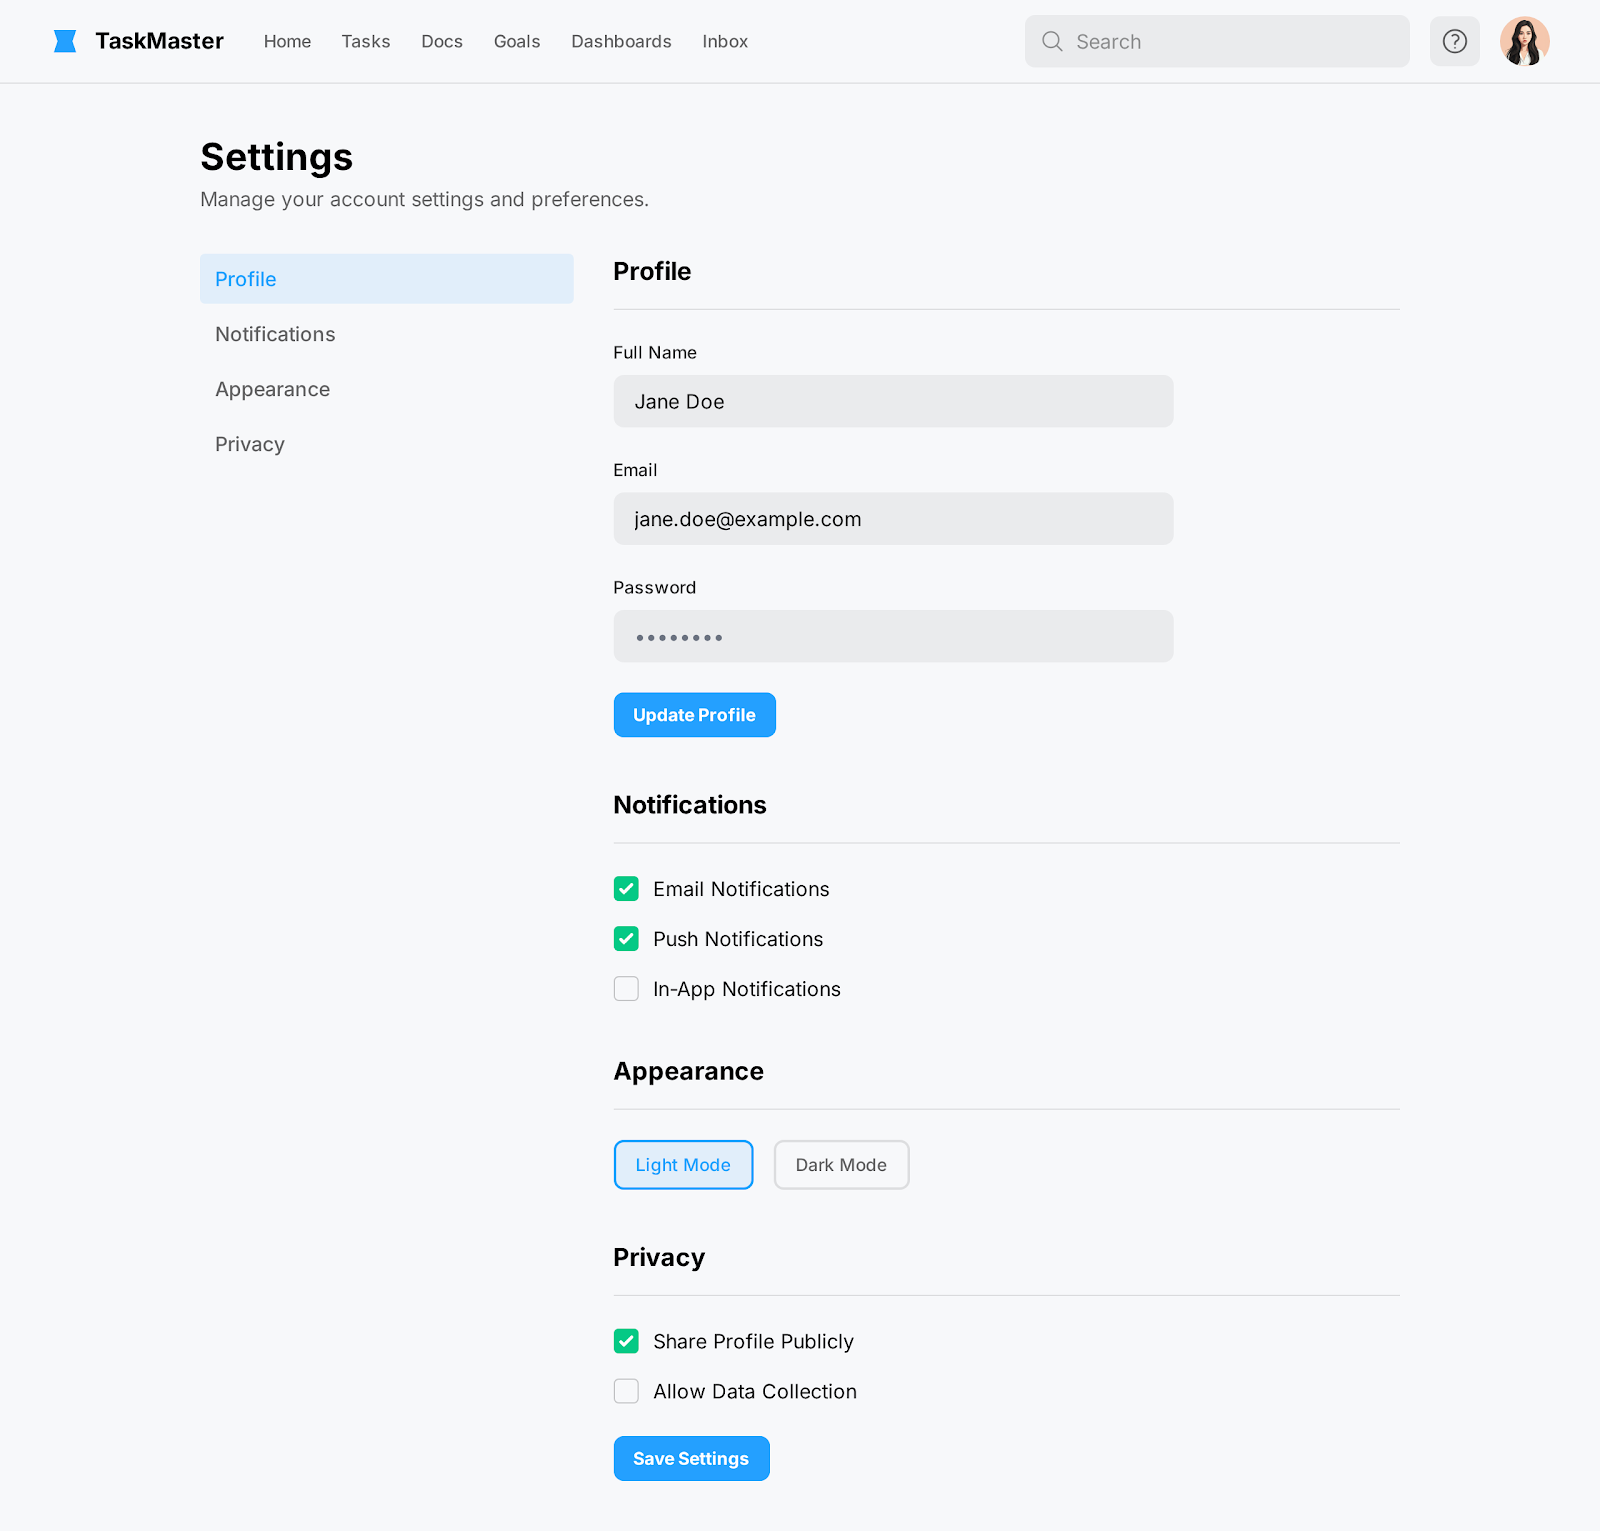 TaskMaster
Home Tasks Docs Goals Dashboards Inbox
Search
Settings
Manage your account settings and preferences.
Profile
Notifications
Appearance
Privacy
Profile
Full Name
Jane Doe
Email
jane.doe@example.com
Password
••••••••
Update Profile
Notifications
Email Notifications
Push Notifications
In-App Notifications
Appearance
Light Mode Dark Mode
Privacy
Share Profile Publicly
Allow Data Collection
Save Settings